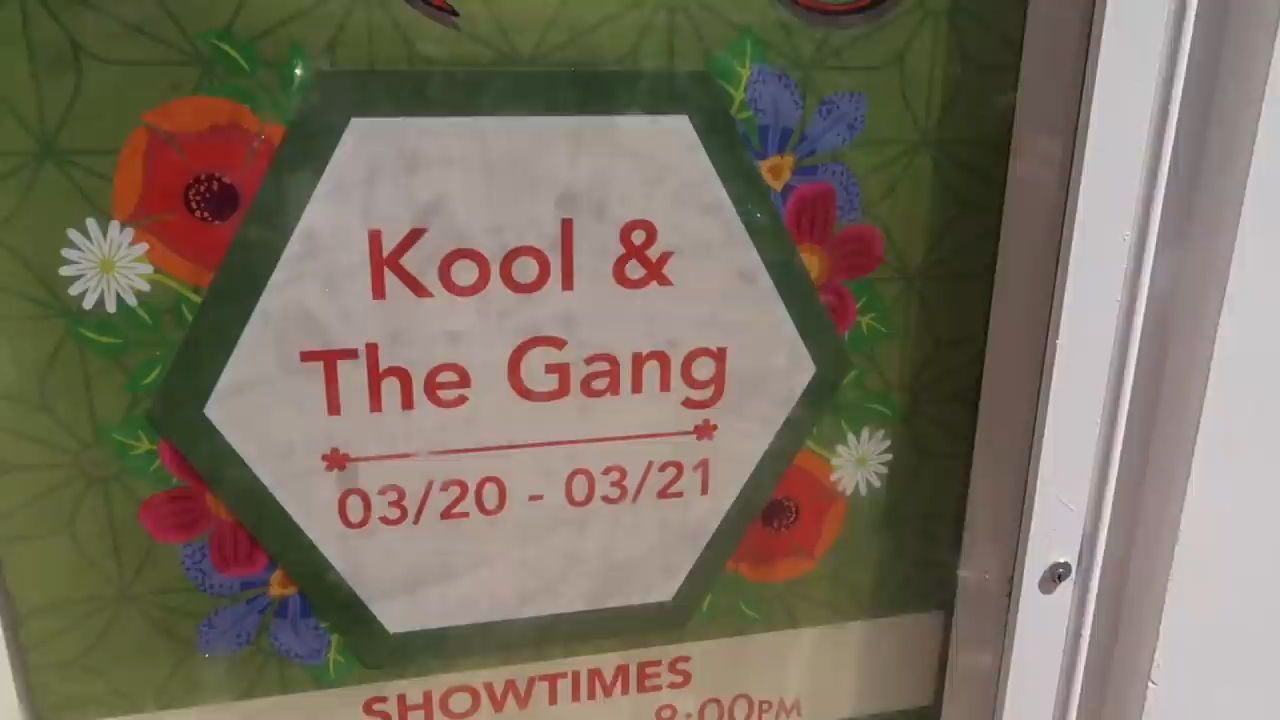 Kool &
The Gang
03/20 - 03/21
SHOWTIMES
8:00PM